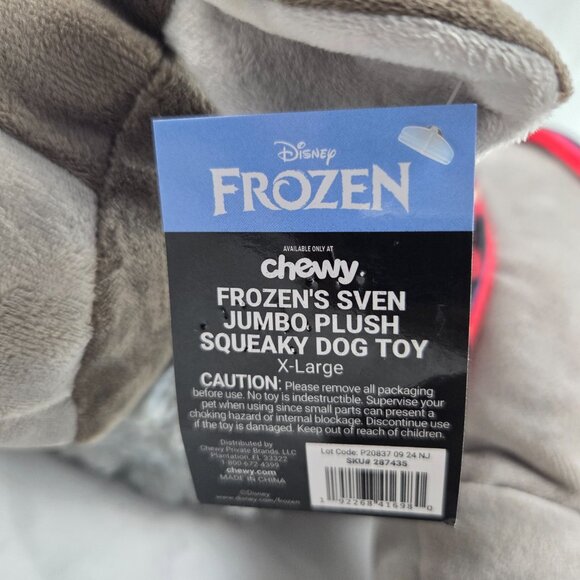 Disney
FROZEN
AVAILABLE ONLY AT
chewy
FROZEN'S SVEN
JUMBO PLUSH
SQUEAKY DOG TOY
X-Large
CAUTION: Please remove all packaging
before use. No toy is indestructible. Supervise your
pet when using since small parts can present a
choking hazard or internal blockage. Discontinue use
if the toy is damaged. Keep out of reach of children.
Distributed by
Chewy Private Brands, LLC
Plantation, FL 33322
1-800-672-4399
chewy.com
MADE IN CHINA
©Disney
www.disney.com/frozen
Lot Code: P20837 09 24 NJ
SKU# 287435
1 92268 41698 0